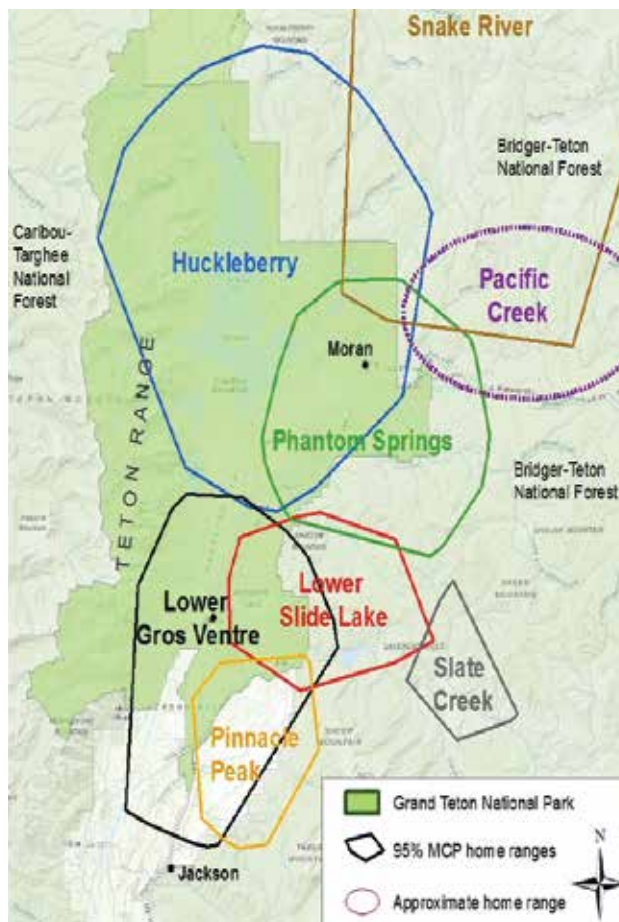 Snake River
Bridger-Teton
National Forest
Caribou-
Targhee
National
Forest
Huckleberry
Pacific
Creek
Moran
TETON RANGE
Phantom Springs
Bridger-Teton
National Forest
Lower
Gros Ventre
Lower
Slide Lake
Slate
Creek
Pinnacle
Peak
Jackson
Grand Teton National Park
95% MCP home ranges
Approximate home range
N